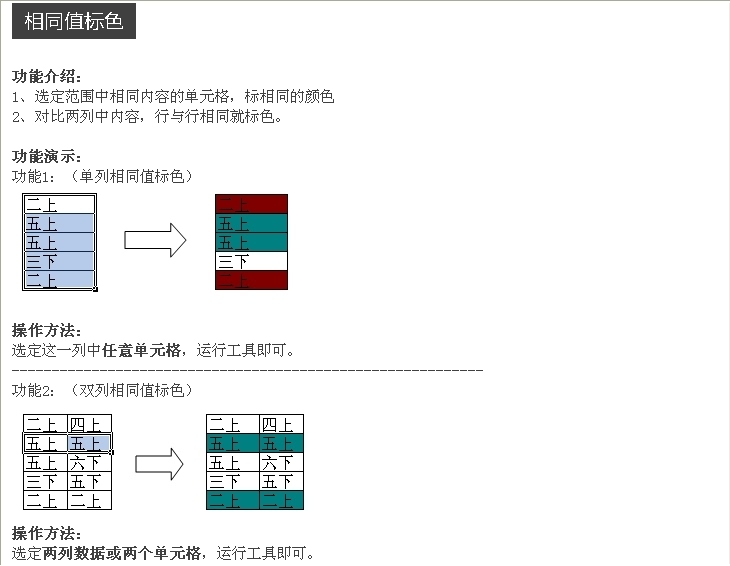 相同值标色
功能介绍:
1、选定范围中相同内容的单元格，标相同的颜色
2、对比两列中内容，行与行相同就标色。
功能演示:
功能1: （单列相同值标色）
二上 二上
五上 五上
五上 五上
三下 三下
二上 二上
操作方法:
选定这一列中任意单元格，运行工具即可。
------------------------------------------------------------
功能2: （双列相同值标色）
二上 四上 二上 四上
五上 五上 五上 五上
五上 六下 五上 六下
三下 五下 三下 五下
二上 二上 二上 二上
操作方法:
选定两列数据或两个单元格，运行工具即可。